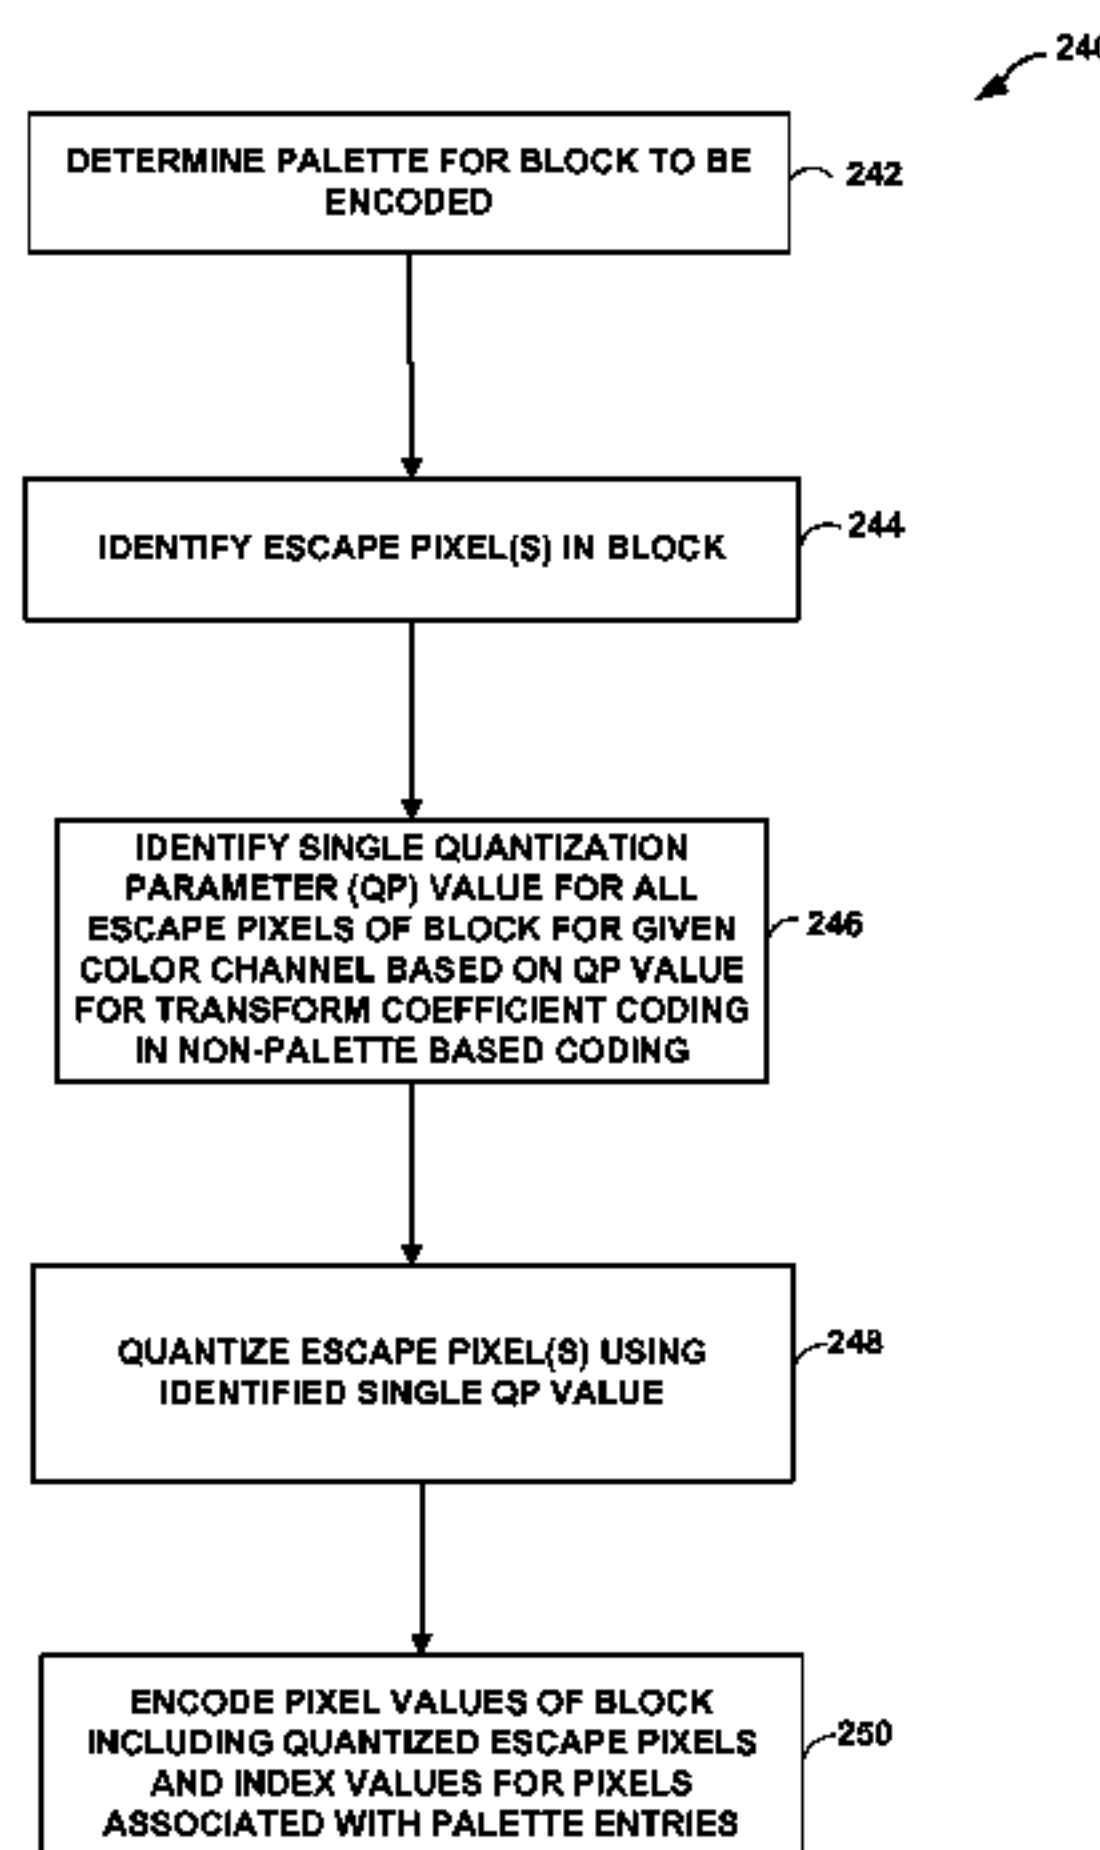 240
DETERMINE PALETTE FOR BLOCK TO BE
ENCODED
242
IDENTIFY ESCAPE PIXEL(S) IN BLOCK
244
IDENTIFY SINGLE QUANTIZATION
PARAMETER (QP) VALUE FOR ALL
ESCAPE PIXELS OF BLOCK FOR GIVEN
COLOR CHANNEL BASED ON QP VALUE
FOR TRANSFORM COEFFICIENT CODING
IN NON-PALETTE BASED CODING
246
QUANTIZE ESCAPE PIXEL(S) USING
IDENTIFIED SINGLE QP VALUE
248
ENCODE PIXEL VALUES OF BLOCK
INCLUDING QUANTIZED ESCAPE PIXELS
AND INDEX VALUES FOR PIXELS
ASSOCIATED WITH PALETTE ENTRIES
250